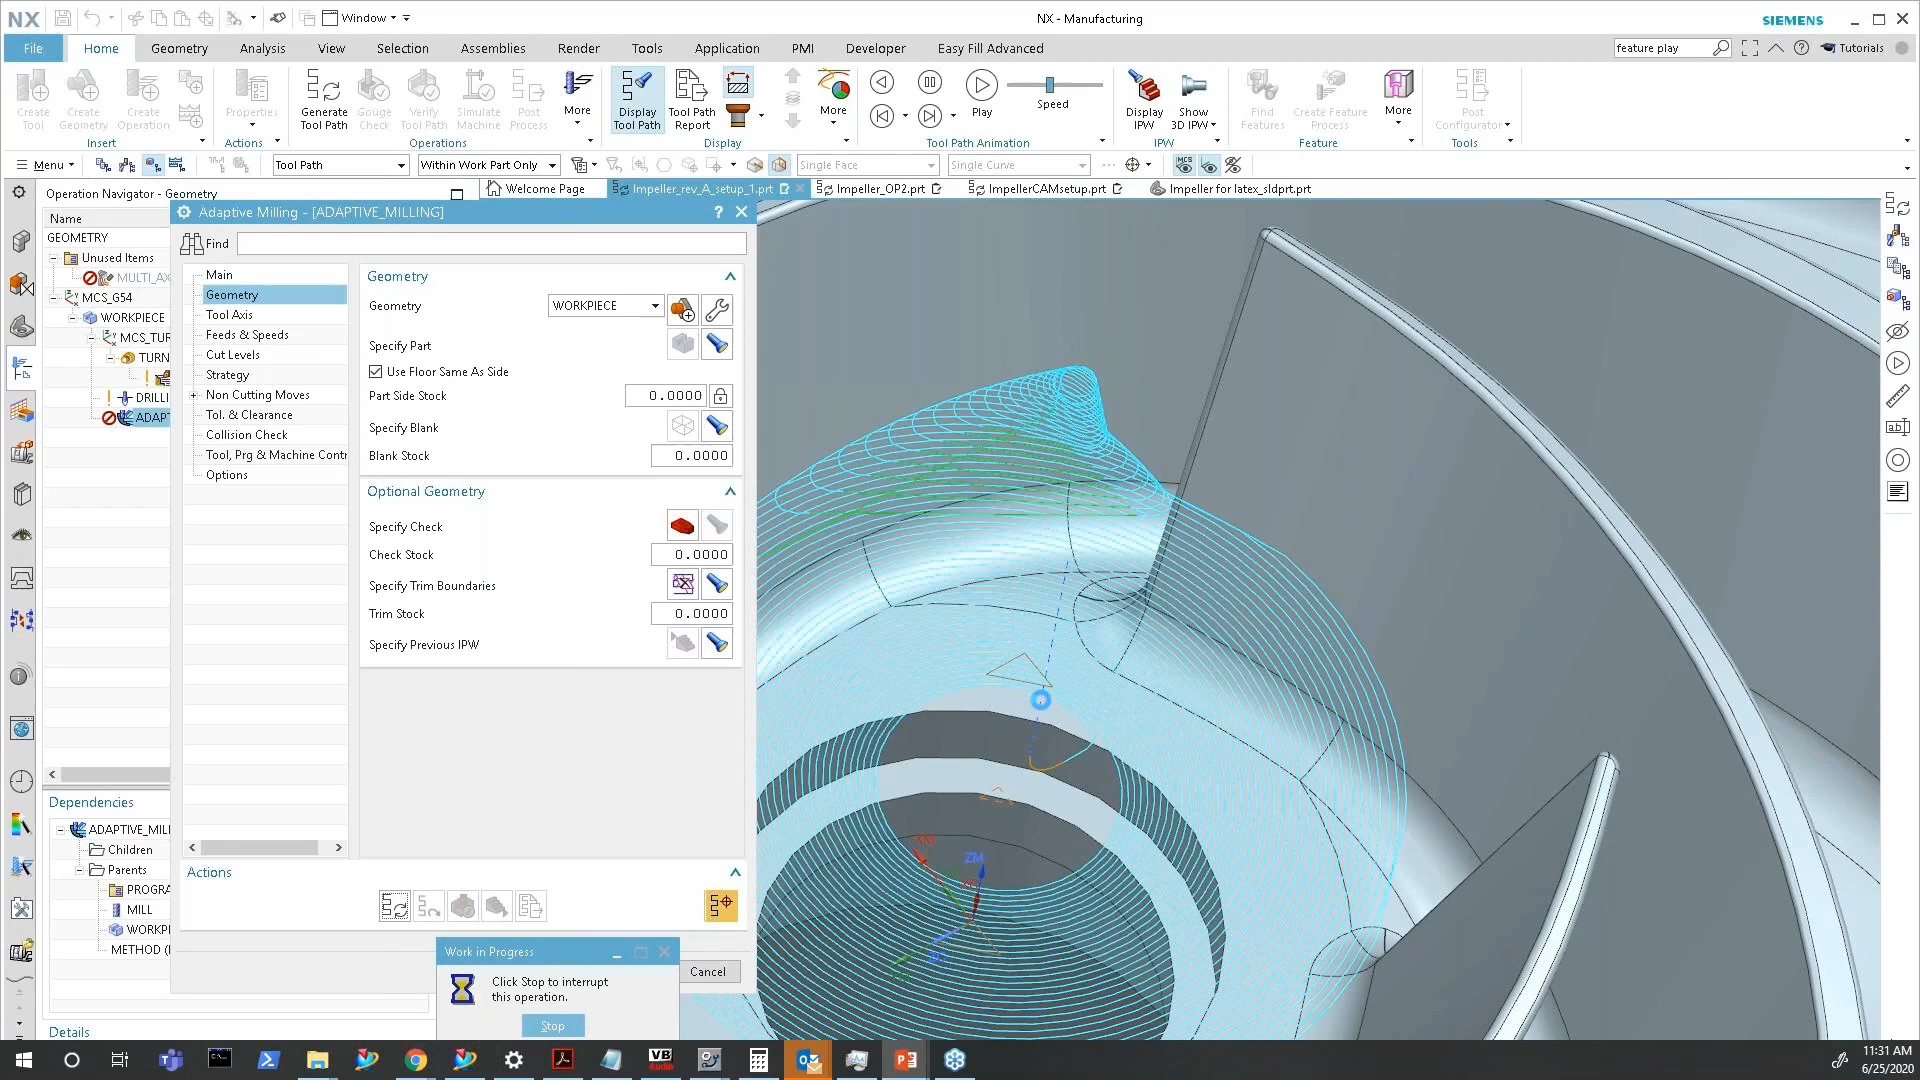 NX
Window
NX - Manufacturing
SIEMENS
File
Home
Geometry
Analysis
View
Selection
Assemblies
Render
Tools
Application
PMI
Developer
Easy Fill Advanced
feature play
Tutorials
Create Tool
Create Geometry
Create Operation
Properties
Generate Tool Path
Gouge Check
Verify Tool Path
Simulate Machine
Post Process
More
Display Tool Path
Tool Path Report
More
Play
Speed
Display IPW
Show 3D IPW
Find Features
Create Feature Process
More
Post Configurator
Insert
Actions
Operations
Display
Tool Path Animation
IPW
Feature
Tools
Menu
Tool Path
Within Work Part Only
Single Face
Single Curve
MCS
Operation Navigator - Geometry
Welcome Page
Impeller_rev_A_setup_1.prt
Impeller_OP2.prt
ImpellerCAMsetup.prt
Impeller for latex_sldprt.prt
Name
GEOMETRY
Unused Items
MULTI_AX
MCS_G54
WORKPIECE
MCS_TUR
TURN
DRILLI
ADAPT
Adaptive Milling - [ADAPTIVE_MILLING]
Find
Main
Geometry
Tool Axis
Feeds & Speeds
Cut Levels
Strategy
Non Cutting Moves
Tol. & Clearance
Collision Check
Tool, Prg & Machine Contr
Options
Geometry
Geometry
WORKPIECE
Specify Part
Use Floor Same As Side
Part Side Stock
0.0000
Specify Blank
Blank Stock
0.0000
Optional Geometry
Specify Check
Check Stock
0.0000
Specify Trim Boundaries
Trim Stock
0.0000
Specify Previous IPW
Actions
Cancel
Work in Progress
Click Stop to interrupt
this operation.
Stop
XM
ZM
Dependencies
ADAPTIVE_MILL
Children
Parents
PROGRA
MILL
WORKPI
METHOD (
Details
VB
11:31 AM
6/25/2020